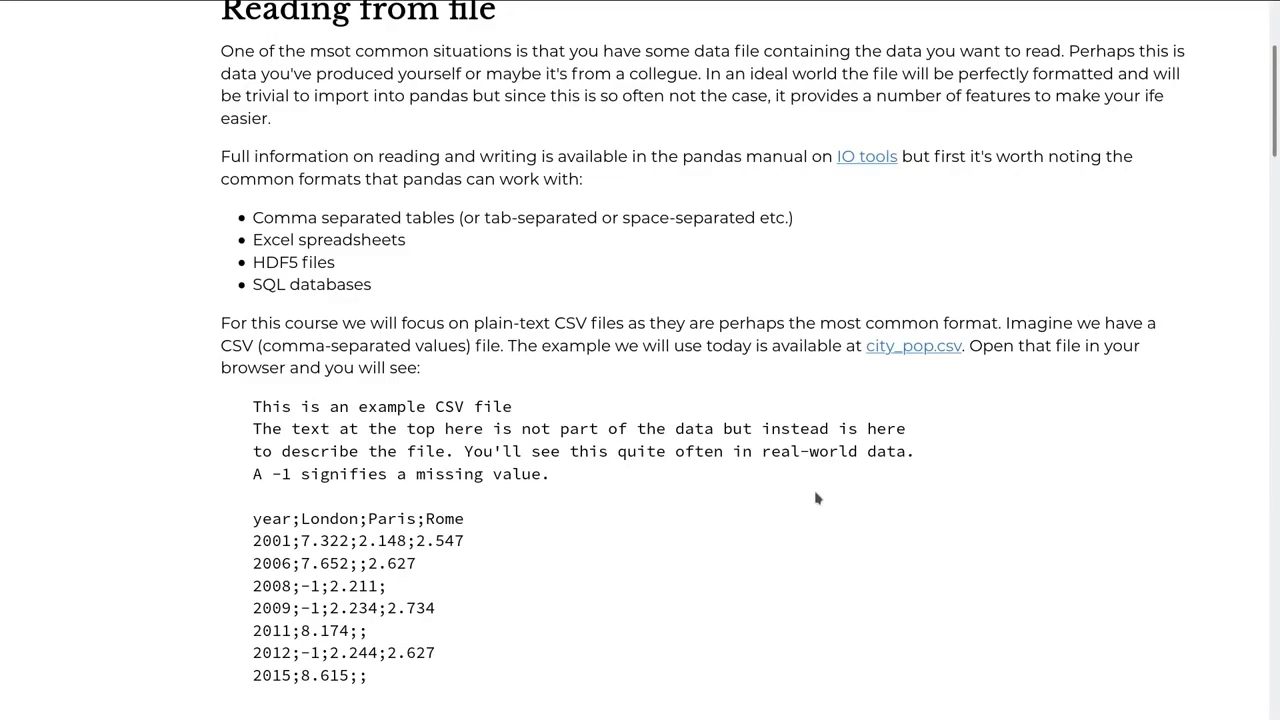 Reading from file
One of the msot common situations is that you have some data file containing the data you want to read. Perhaps this is
data you've produced yourself or maybe it's from a collegue. In an ideal world the file will be perfectly formatted and will
be trivial to import into pandas but since this is so often not the case, it provides a number of features to make your ife
easier.
Full information on reading and writing is available in the pandas manual on IO tools but first it's worth noting the
common formats that pandas can work with:
• Comma separated tables (or tab-separated or space-separated etc.)
• Excel spreadsheets
• HDF5 files
• SQL databases
For this course we will focus on plain-text CSV files as they are perhaps the most common format. Imagine we have a
CSV (comma-separated values) file. The example we will use today is available at city_pop.csv. Open that file in your
browser and you will see:
This is an example CSV file
The text at the top here is not part of the data but instead is here
to describe the file. You'll see this quite often in real-world data.
A -1 signifies a missing value.
year;London;Paris;Rome
2001;7.322;2.148;2.547
2006;7.652;;2.627
2008;-1;2.211;
2009;-1;2.234;2.734
2011;8.174;;
2012;-1;2.244;2.627
2015;8.615;;